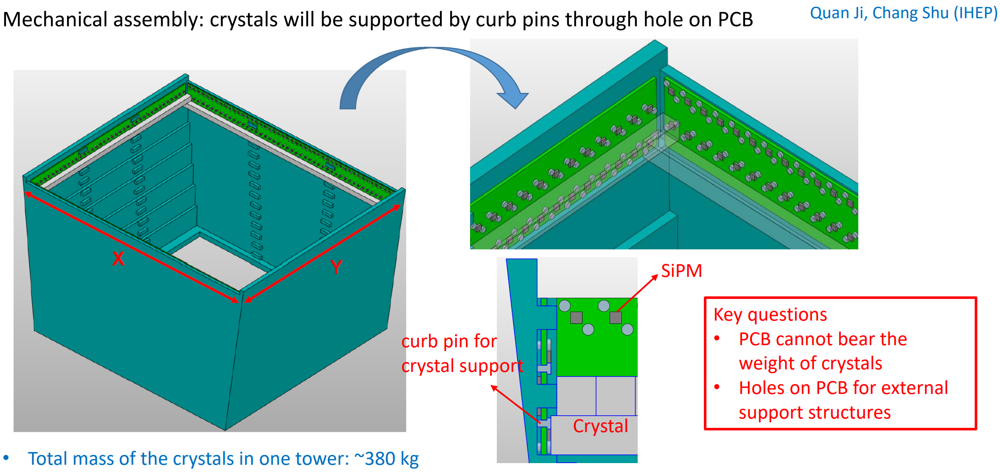 Mechanical assembly: crystals will be supported by curb pins through hole on PCB
Quan Ji, Chang Shu (IHEP)
X
Y
SiPM
curb pin for
crystal support
Crystal
Key questions
• PCB cannot bear the
weight of crystals
• Holes on PCB for external
support structures
• Total mass of the crystals in one tower: ~380 kg